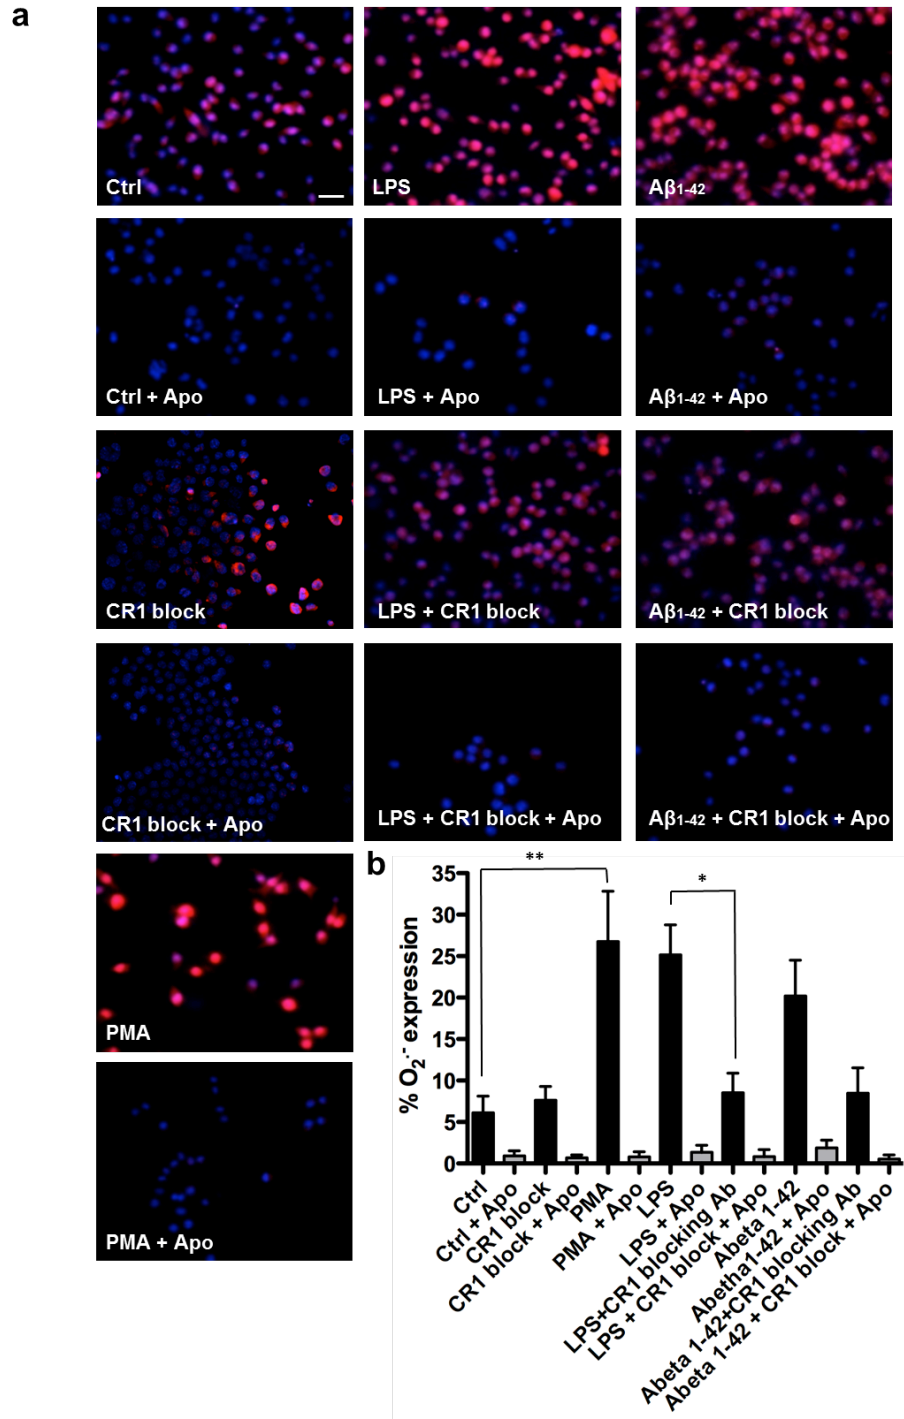 a
Ctrl
LPS
Aβ1-42
Ctrl + Apo
LPS + Apo
Aβ1-42 + Apo
CR1 block
LPS + CR1 block
Aβ1-42 + CR1 block
CR1 block + Apo
LPS + CR1 block + Apo
Aβ1-42 + CR1 block + Apo
PMA
PMA + Apo
b
**
*
% O2·- expression
35
30
25
20
15
10
5
0
Ctrl
Ctrl + Apo
CR1 block
CR1 block + Apo
PMA
PMA + Apo
LPS
LPS + Apo
LPS+CR1 blocking Ab
LPS + CR1 block + Apo
Abeta 1-42
Abetha1-42 + Apo
Abeta 1-42+CR1 blocking Ab
Abeta 1-42 + CR1 block + Apo